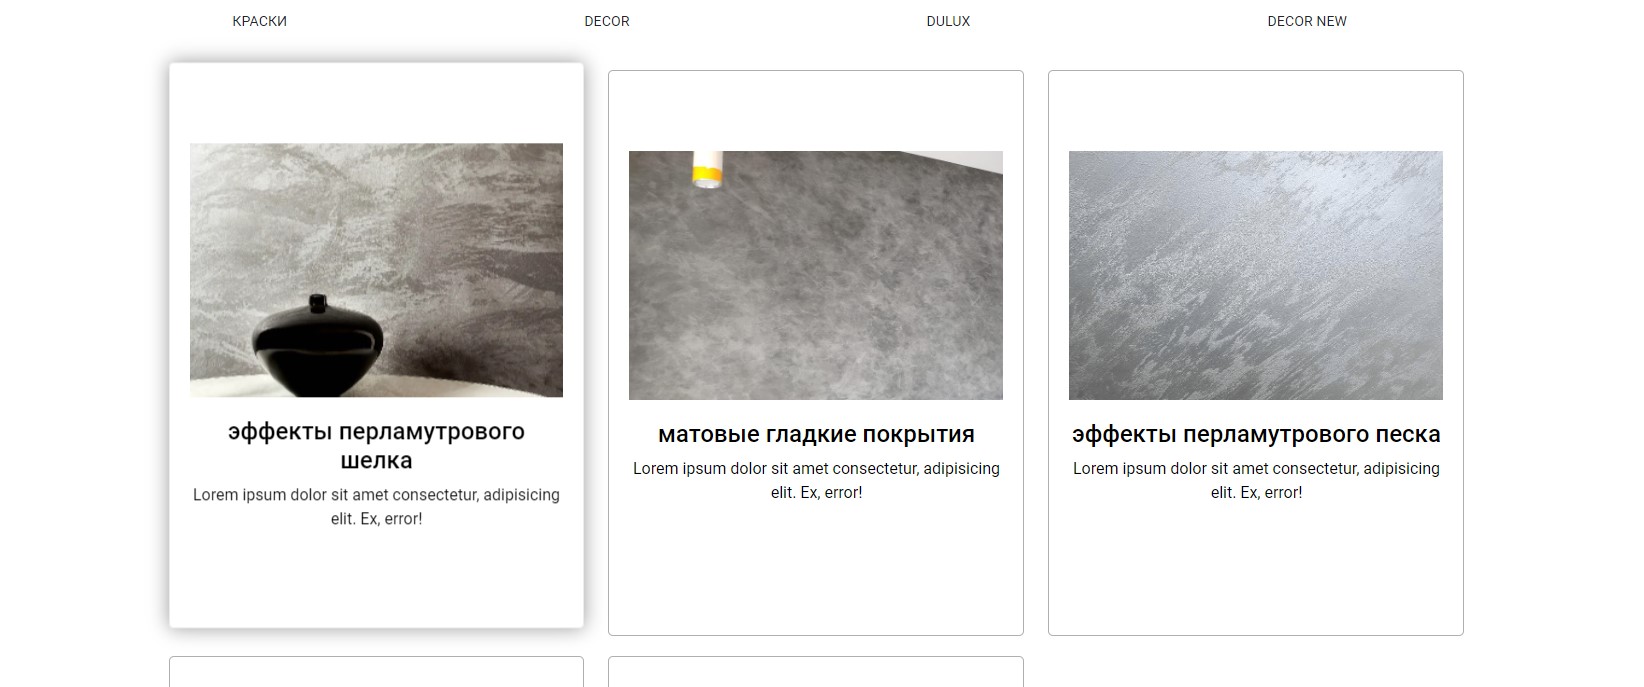 КРАСКИ
DECOR
DULUX
DECOR NEW
эффекты перламутрового
шелка
Lorem ipsum dolor sit amet consectetur, adipisicing
elit. Ex, error!
матовые гладкие покрытия
Lorem ipsum dolor sit amet consectetur, adipisicing
elit. Ex, error!
эффекты перламутрового песка
Lorem ipsum dolor sit amet consectetur, adipisicing
elit. Ex, error!